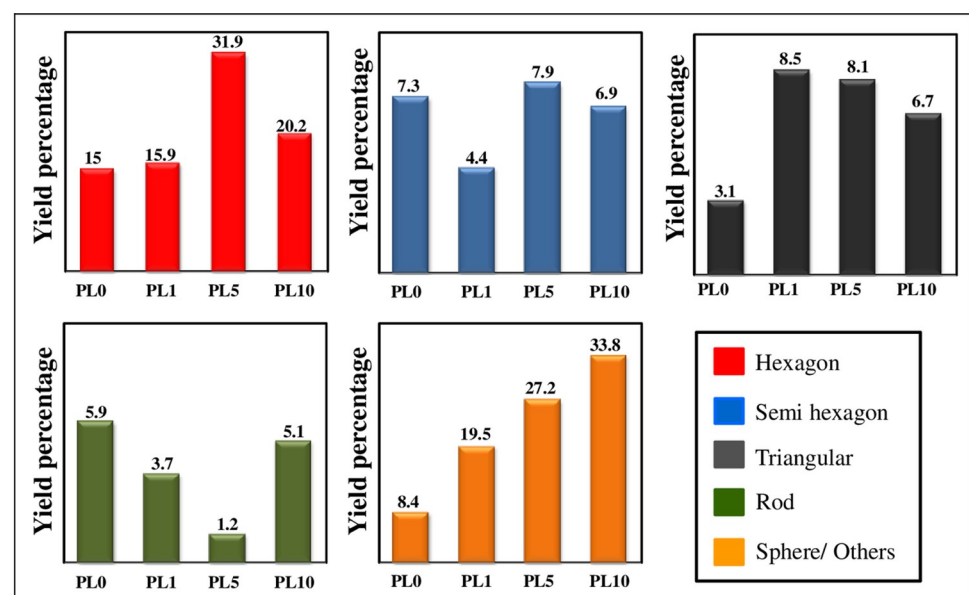 Yield percentage
15
15.9
31.9
20.2
PL0
PL1
PL5
PL10
Yield percentage
7.3
4.4
7.9
6.9
PL0
PL1
PL5
PL10
Yield percentage
3.1
8.5
8.1
6.7
PL0
PL1
PL5
PL10
Yield percentage
5.9
3.7
1.2
5.1
PL0
PL1
PL5
PL10
Yield percentage
8.4
19.5
27.2
33.8
PL0
PL1
PL5
PL10
Hexagon
Semi hexagon
Triangular
Rod
Sphere/ Others